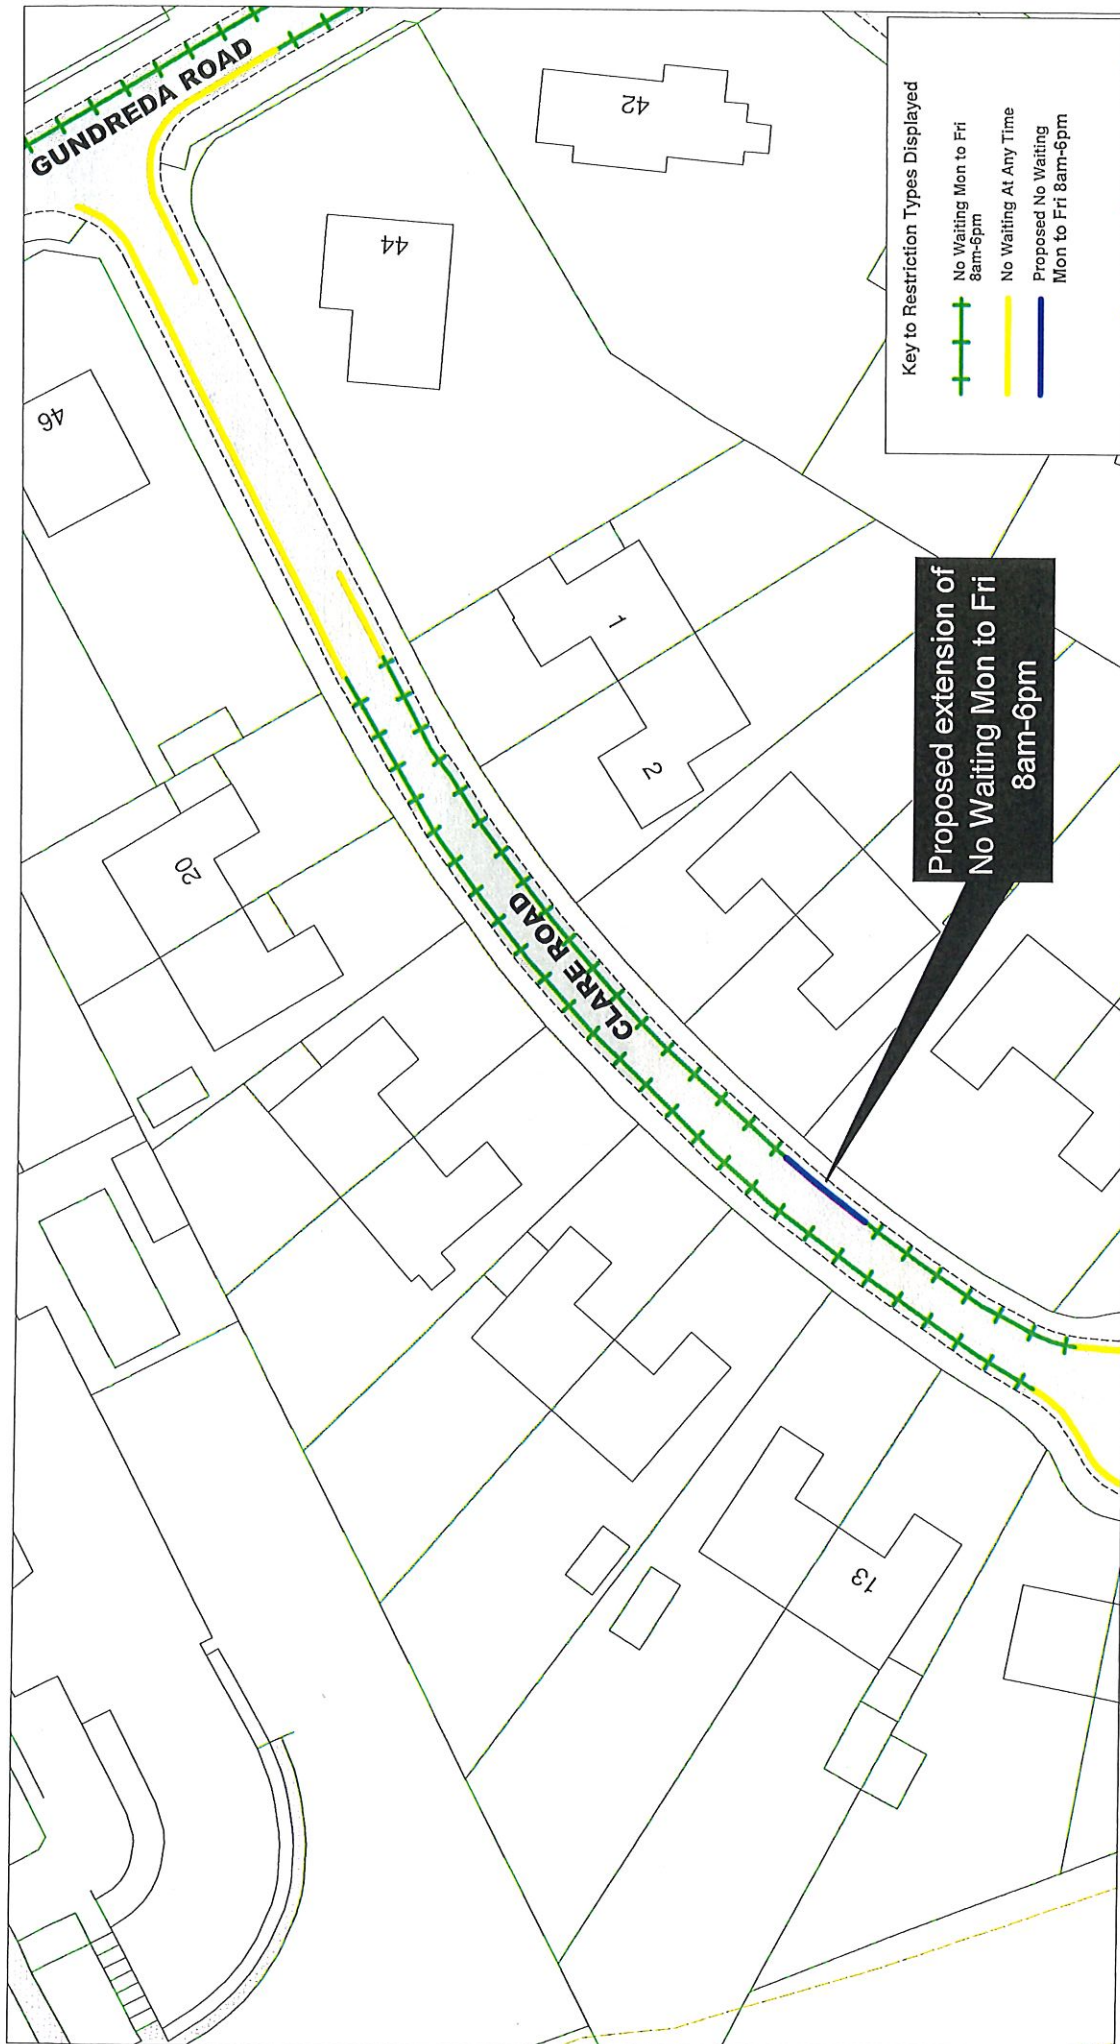 GUNDREDA ROAD
42
44
46
1
2
20
CLARE ROAD
13
Proposed extension of
No Waiting Mon to Fri
8am-6pm
Key to Restriction Types Displayed
No Waiting Mon to Fri
8am-6pm
No Waiting At Any Time
Proposed No Waiting
Mon to Fri 8am-6pm